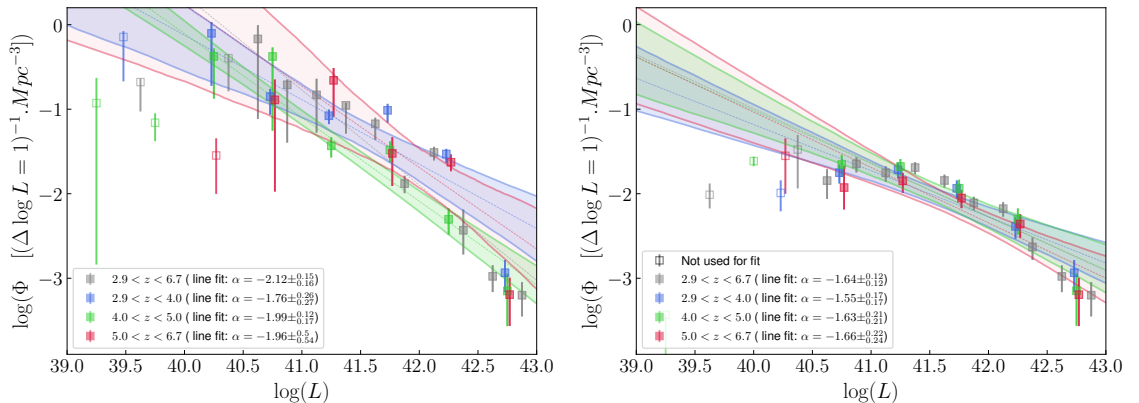 log(Φ [(Δ log L = 1)⁻¹.Mpc⁻³])
0
−1
−2
−3
2.9 < z < 6.7 ( line fit: α = −2.12±^{0.15}_{0.16})
2.9 < z < 4.0 ( line fit: α = −1.76±^{0.26}_{0.27})
4.0 < z < 5.0 ( line fit: α = −1.99±^{0.12}_{0.17})
5.0 < z < 6.7 ( line fit: α = −1.96±^{0.5}_{0.54})
39.0 39.5 40.0 40.5 41.0 41.5 42.0 42.5 43.0
log(L)
log(Φ [(Δ log L = 1)⁻¹.Mpc⁻³])
0
−1
−2
−3
Not used for fit
2.9 < z < 6.7 ( line fit: α = −1.64±^{0.12}_{0.12})
2.9 < z < 4.0 ( line fit: α = −1.55±^{0.17}_{0.17})
4.0 < z < 5.0 ( line fit: α = −1.63±^{0.21}_{0.21})
5.0 < z < 6.7 ( line fit: α = −1.66±^{0.22}_{0.24})
39.0 39.5 40.0 40.5 41.0 41.5 42.0 42.5 43.0
log(L)